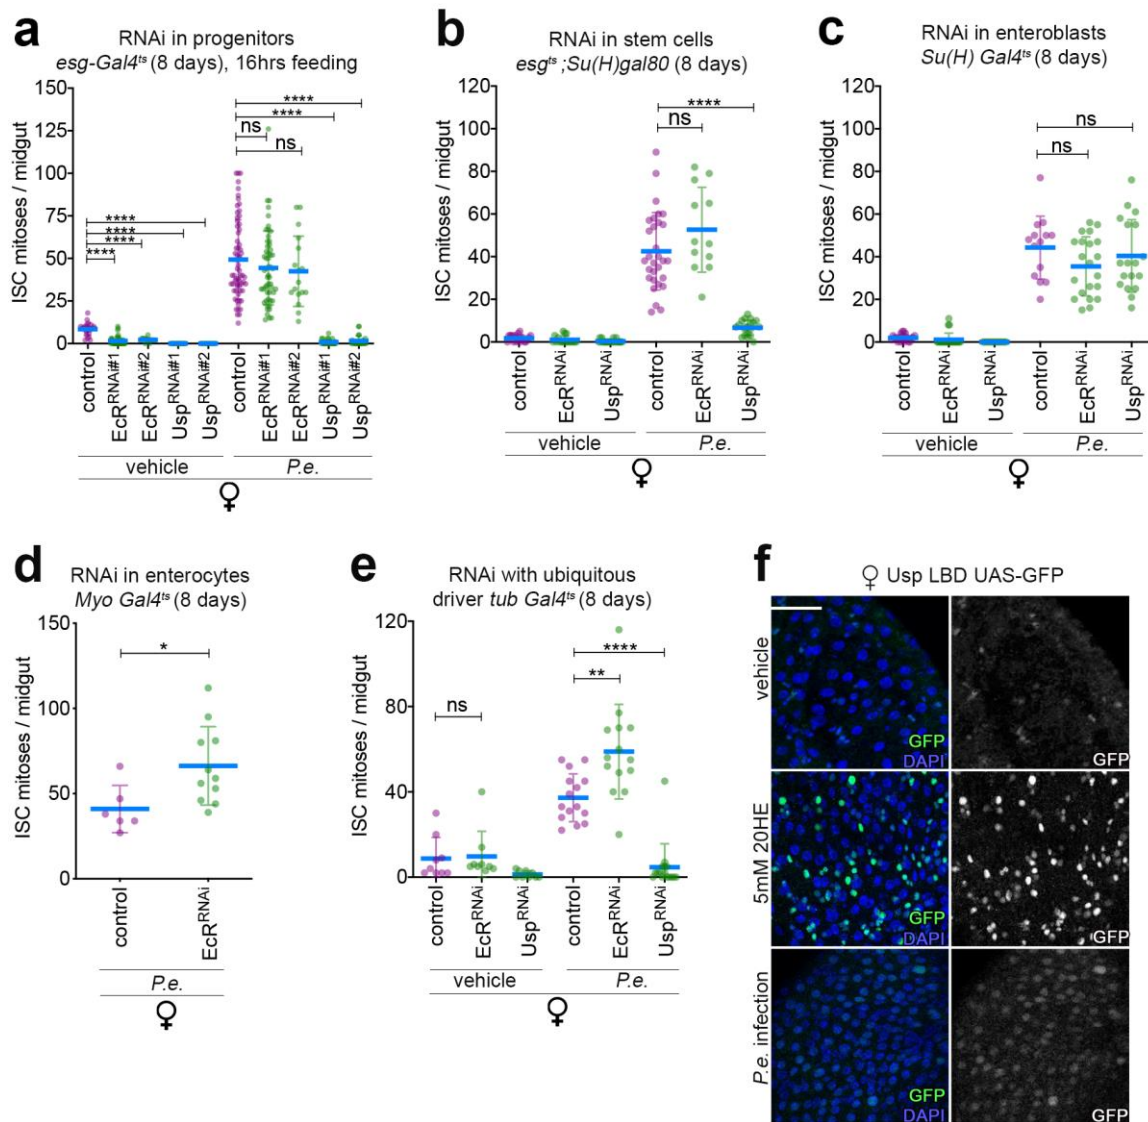 a
RNAi in progenitors
esg-Gal4ts (8 days), 16hrs feeding
ISC mitoses / midgut
150
125
100
75
50
25
0
****
****
****
****
****
****
ns
ns
control
EcRRNAi#1
EcRRNAi#2
UspRNAi#1
UspRNAi#2
control
EcRRNAi#1
EcRRNAi#2
UspRNAi#1
UspRNAi#2
vehicle
P.e.
♀
b
RNAi in stem cells
esgts ;Su(H)gal80 (8 days)
ISC mitoses / midgut
120
100
80
60
40
20
0
****
ns
control
EcRRNAi
UspRNAi
control
EcRRNAi
UspRNAi
vehicle
P.e.
♀
c
RNAi in enteroblasts
Su(H) Gal4ts (8 days)
ISC mitoses / midgut
120
100
80
60
40
20
0
ns
ns
control
EcRRNAi
UspRNAi
control
EcRRNAi
UspRNAi
vehicle
P.e.
♀
d
RNAi in enterocytes
Myo Gal4ts (8 days)
ISC mitoses / midgut
150
100
50
0
*
control
EcRRNAi
P.e.
♀
e
RNAi with ubiquitous
driver tub Gal4ts (8 days)
ISC mitoses / midgut
120
80
40
0
ns
****
**
control
EcRRNAi
UspRNAi
control
EcRRNAi
UspRNAi
vehicle
P.e.
♀
f
♀ Usp LBD UAS-GFP
vehicle
GFP
DAPI
GFP
5mM 20HE
GFP
DAPI
GFP
P.e. infection
GFP
DAPI
GFP